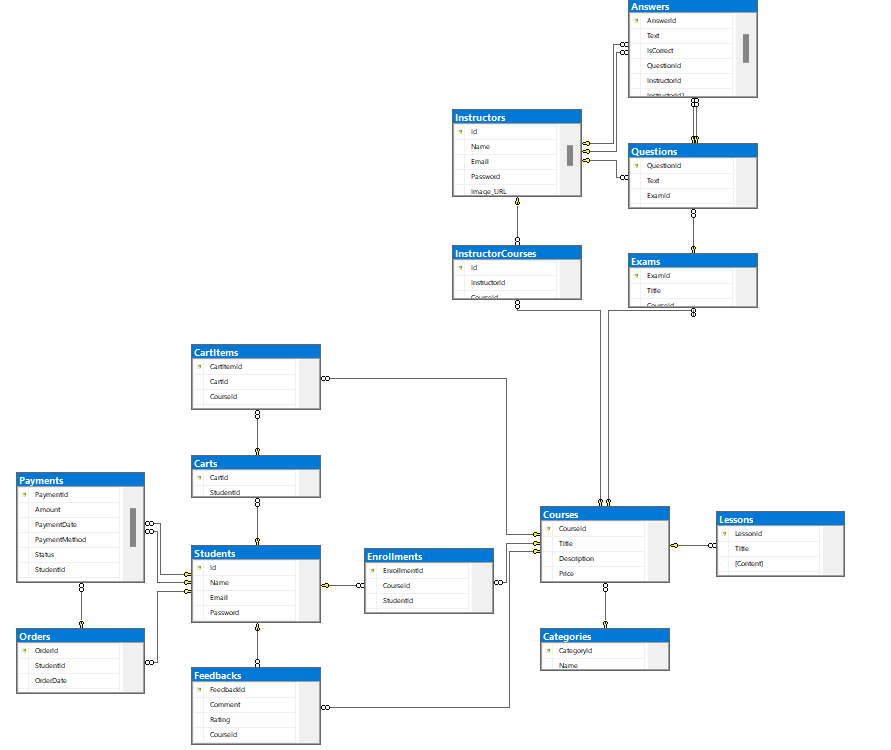 Answers
AnswerId
Text
IsCorrect
QuestionId
InstructorId
InstructorId1
Instructors
Id
Name
Email
Password
Image_URL
Questions
QuestionId
Text
ExamId
InstructorCourses
Id
InstructorId
CourseId
Exams
ExamId
Title
CourseId
CartItems
CartItemId
CartId
CourseId
Carts
CartId
StudentId
Payments
PaymentId
Amount
PaymentDate
PaymentMethod
Status
StudentId
Students
Id
Name
Email
Password
Enrollments
EnrollmentId
CourseId
StudentId
Courses
CourseId
Title
Description
Price
Lessons
LessonId
Title
[Content]
Orders
OrderId
StudentId
OrderDate
Categories
CategoryId
Name
Feedbacks
FeedbackId
Comment
Rating
CourseId